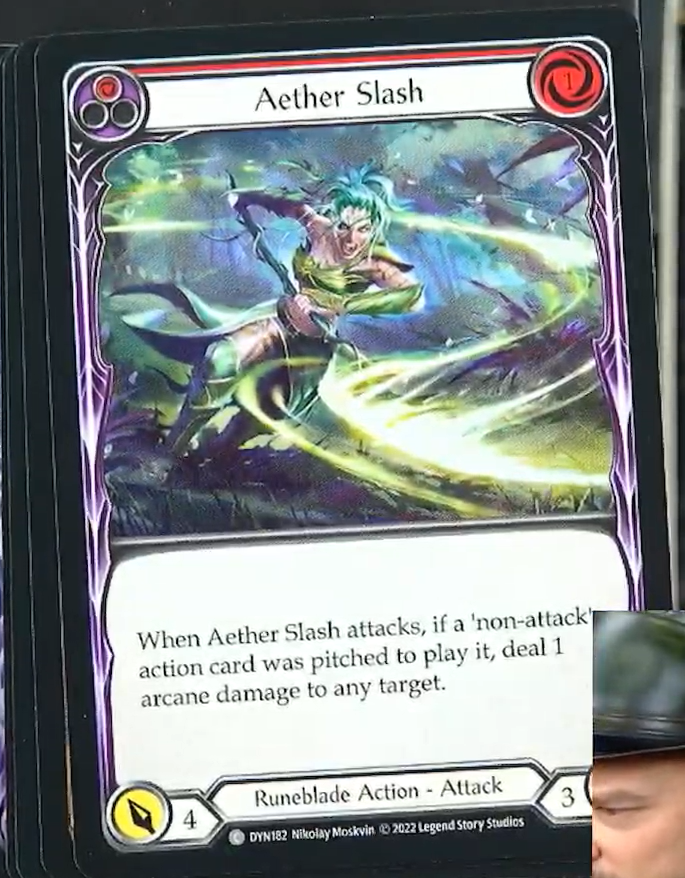 1
Aether Slash
When Aether Slash attacks, if a 'non-attack'
action card was pitched to play it, deal 1
arcane damage to any target.
4
Runeblade Action - Attack
3
C DYN182 Nikolay Moskvin © 2022 Legend Story Studios